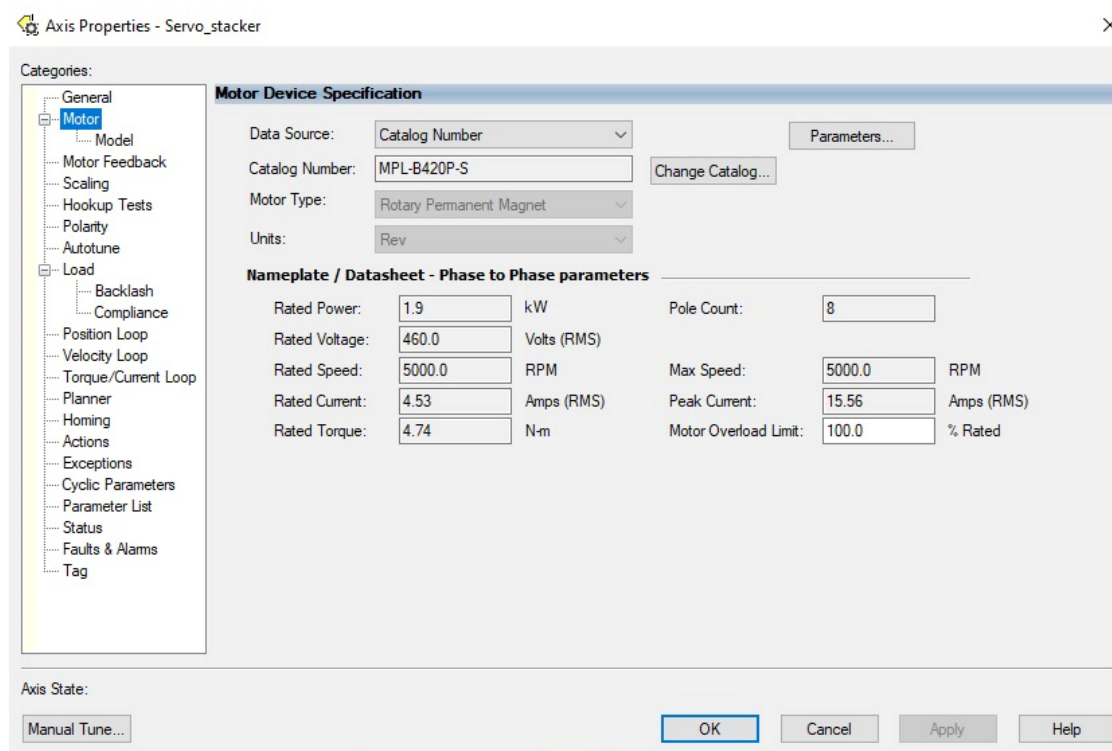 Axis Properties - Servo_stacker
Categories:
General
Motor
Model
Motor Feedback
Scaling
Hookup Tests
Polarity
Autotune
Load
Backlash
Compliance
Position Loop
Velocity Loop
Torque/Current Loop
Planner
Homing
Actions
Exceptions
Cyclic Parameters
Parameter List
Status
Faults & Alarms
Tag
Motor Device Specification
Data Source: Catalog Number Parameters...
Catalog Number: MPL-B420P-S Change Catalog...
Motor Type: Rotary Permanent Magnet
Units: Rev
Nameplate / Datasheet - Phase to Phase parameters
Rated Power: 1.9 kW Pole Count: 8
Rated Voltage: 460.0 Volts (RMS)
Rated Speed: 5000.0 RPM Max Speed: 5000.0 RPM
Rated Current: 4.53 Amps (RMS) Peak Current: 15.56 Amps (RMS)
Rated Torque: 4.74 N-m Motor Overload Limit: 100.0 % Rated
Axis State:
Manual Tune... OK Cancel Apply Help